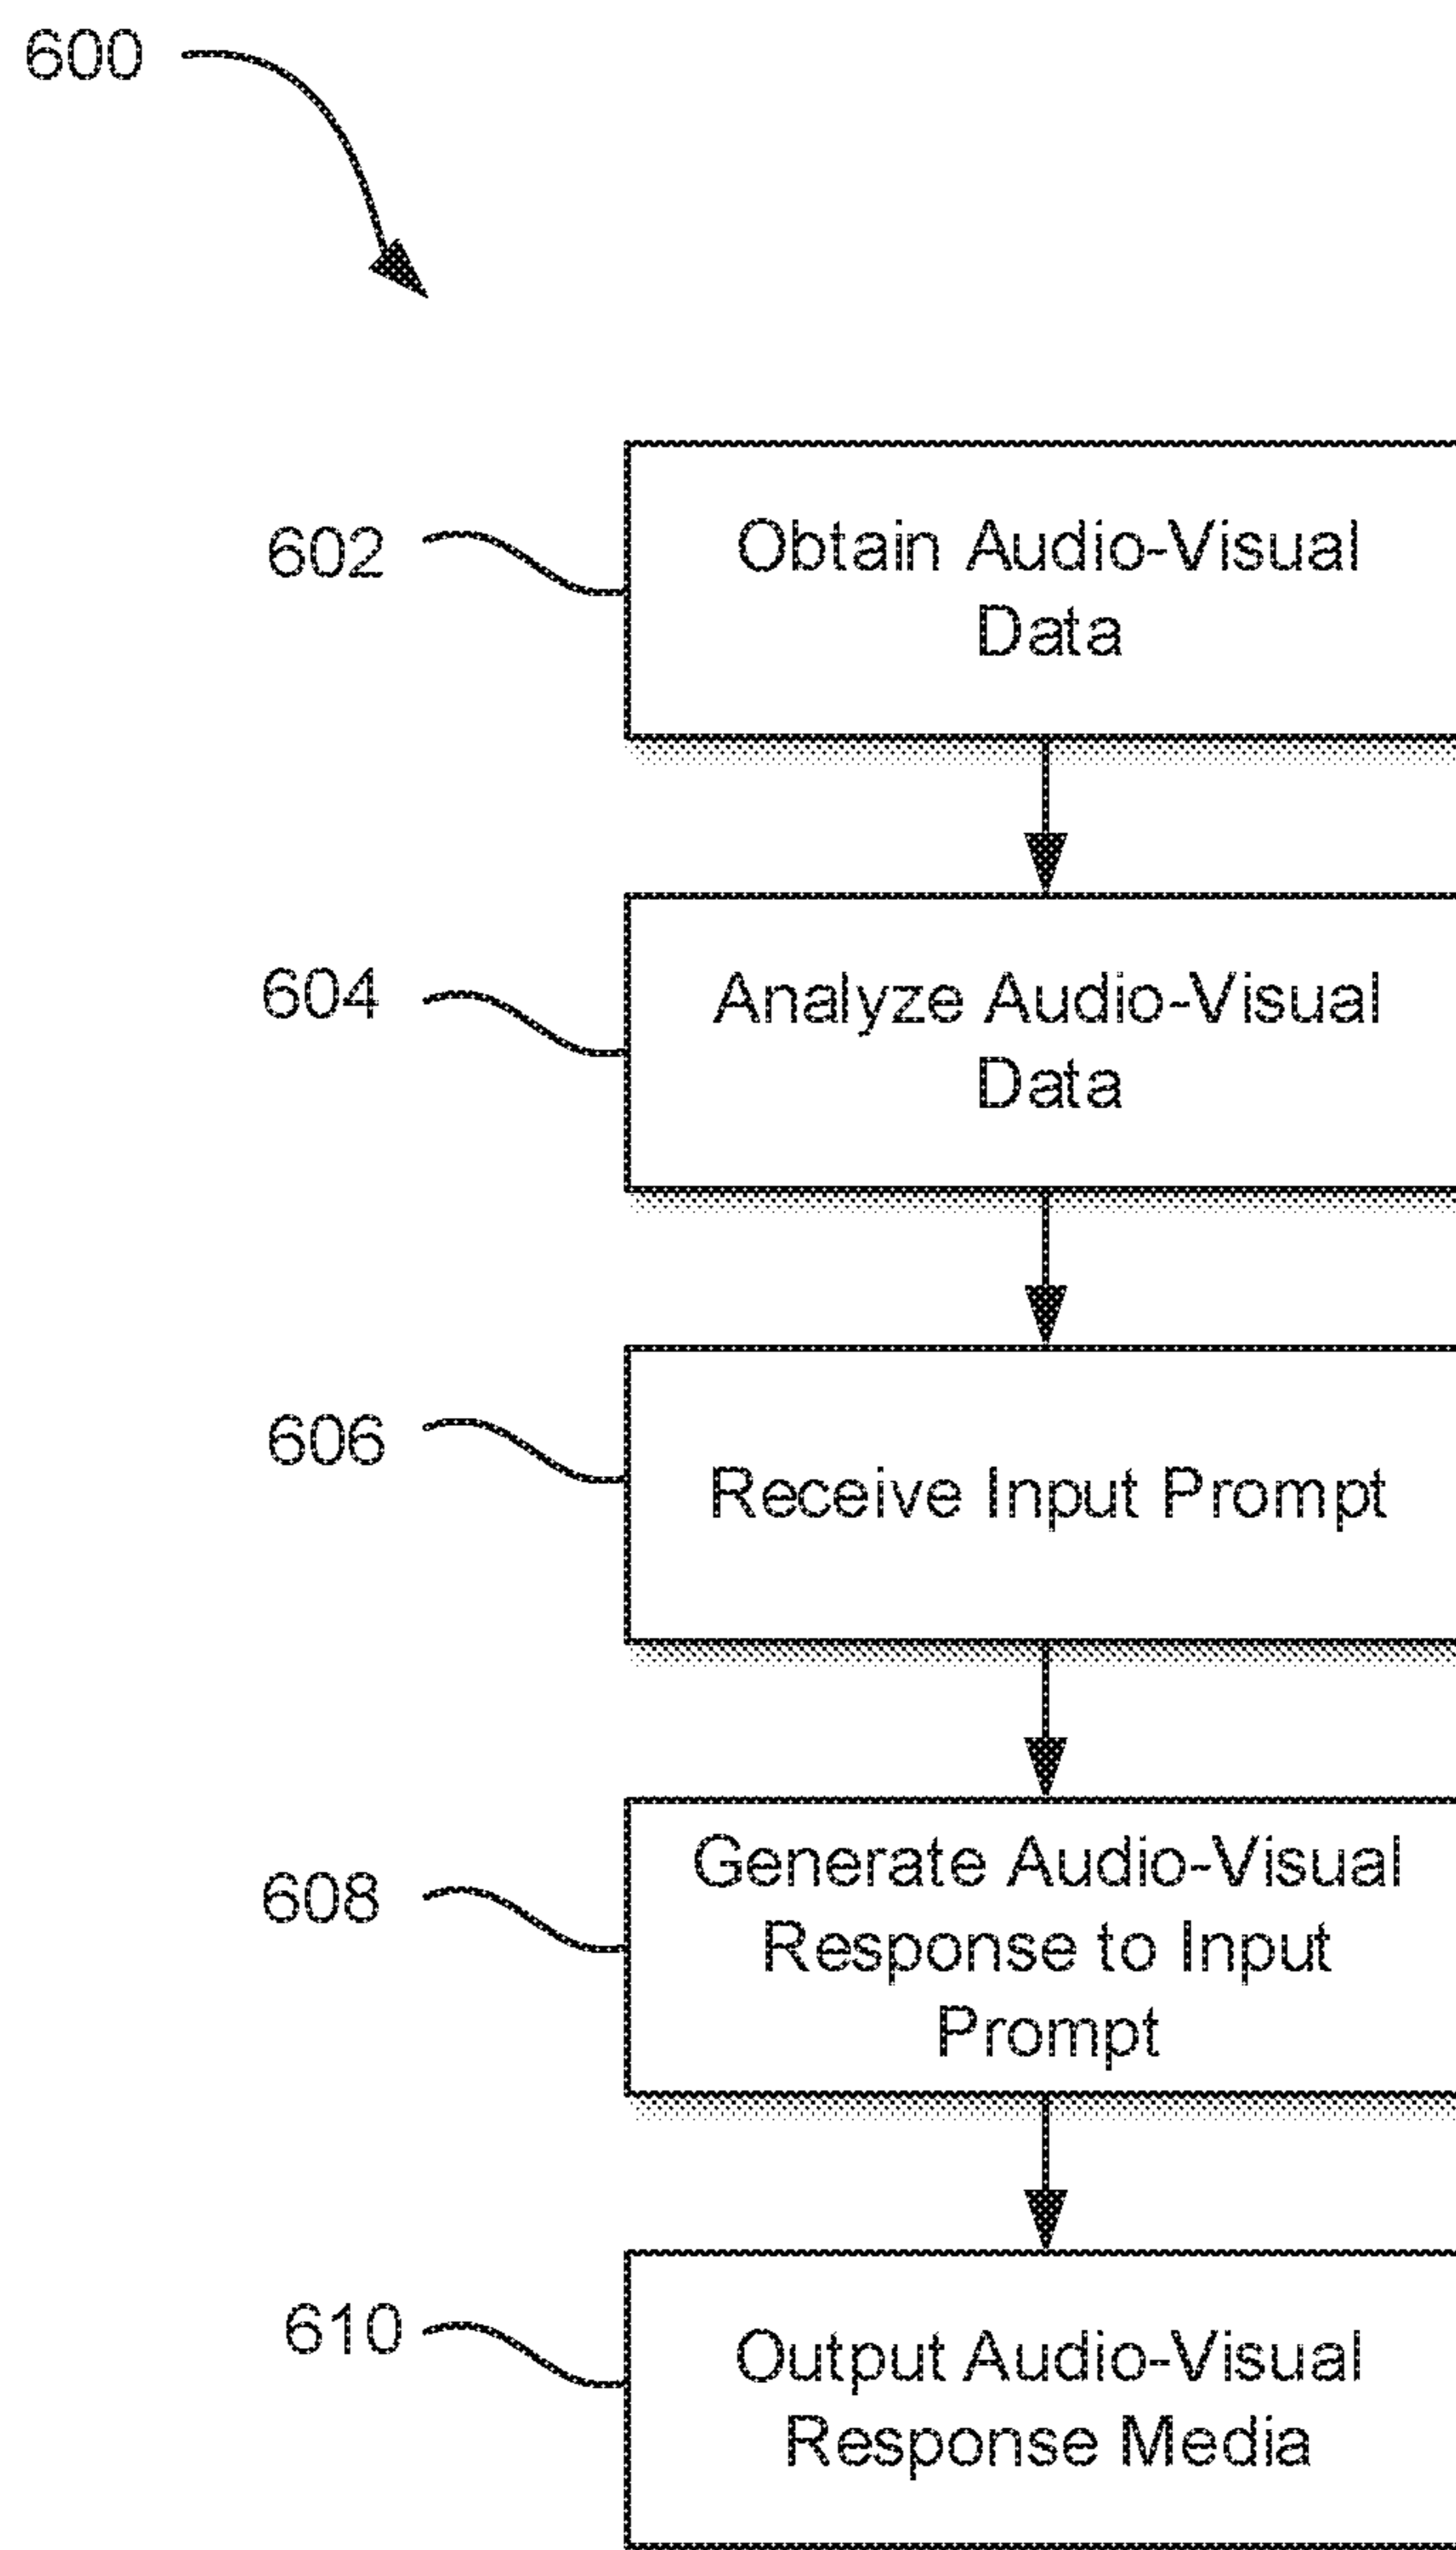 600
602
Obtain Audio-Visual
Data
604
Analyze Audio-Visual
Data
606
Receive Input Prompt
608
Generate Audio-Visual
Response to Input
Prompt
610
Output Audio-Visual
Response Media